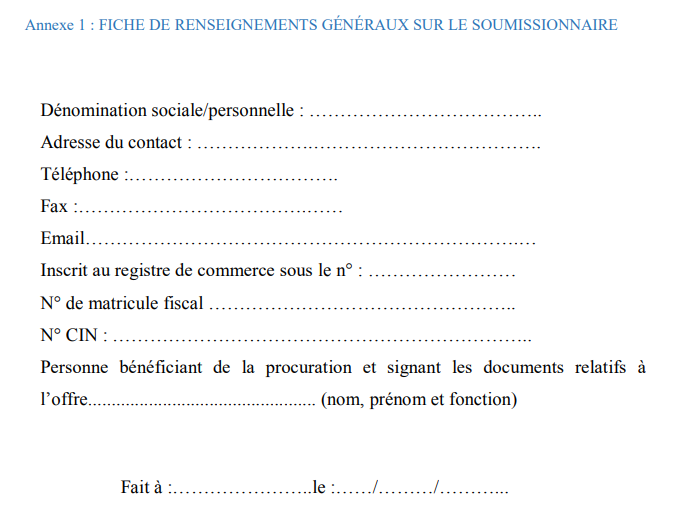 Annexe 1 : FICHE DE RENSEIGNEMENTS GÉNÉRAUX SUR LE SOUMISSIONNAIRE
Dénomination sociale/personnelle : ………………………………..
Adresse du contact : ……………………………………………….
Téléphone :…………………………….
Fax :……………………………….……
Email…………………………………………………………….…
Inscrit au registre de commerce sous le n° : ……………………
N° de matricule fiscal …………………………………………….
N° CIN : ……………………………………………………………..
Personne bénéficiant de la procuration et signant les documents relatifs à
l’offre................................................ (nom, prénom et fonction)
Fait à :…………………..le :……/………/………...